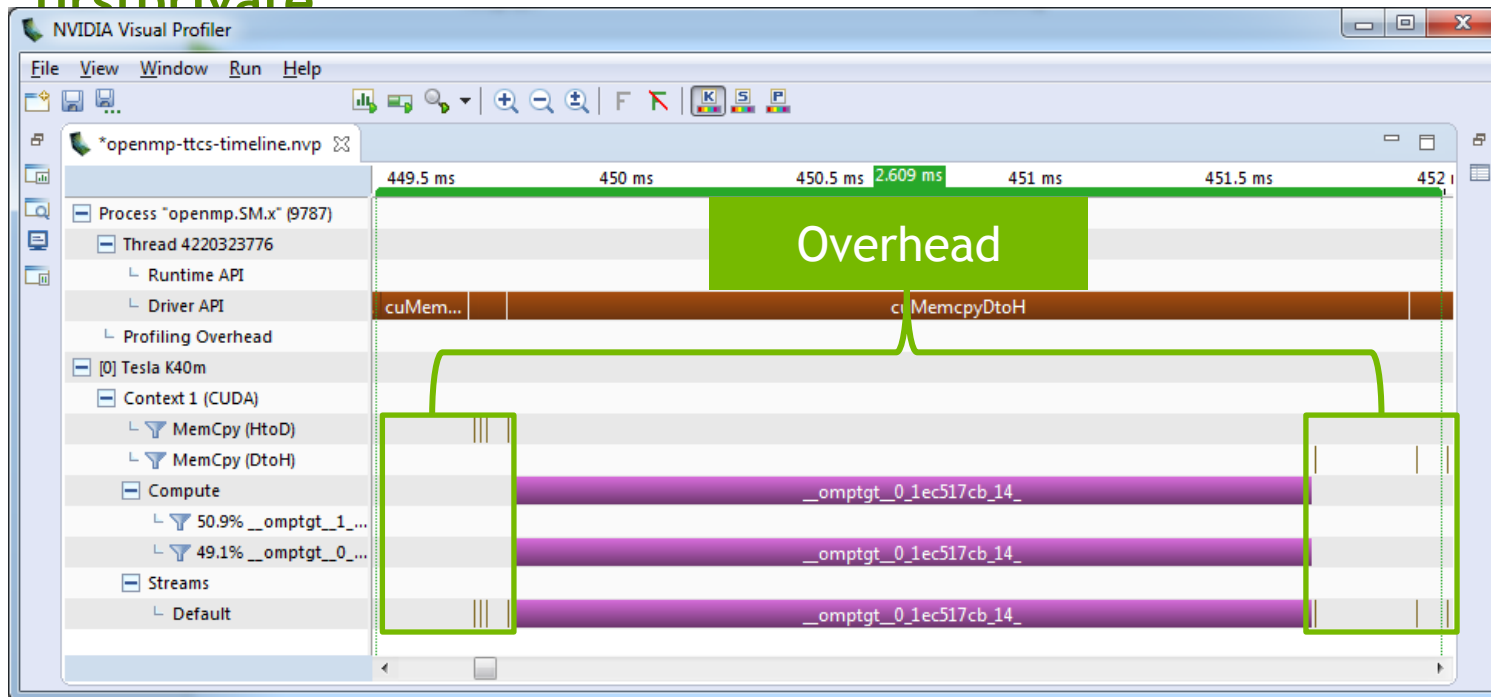 firstprivate
NVIDIA Visual Profiler
File View Window Run Help
F K S P
*openmp-ttcs-timeline.nvp
449.5 ms 450 ms 450.5 ms 2.609 ms 451 ms 451.5 ms 452
Process "openmp.SM.x" (9787)
Overhead
Thread 4220323776
Runtime API
Driver API cuMem... cuMemcpyDtoH
Profiling Overhead
[0] Tesla K40m
Context 1 (CUDA)
MemCpy (HtoD)
MemCpy (DtoH)
Compute __omptgt__0_1ec517cb_14_
50.9% __omptgt__1_...
49.1% __omptgt__0_... __omptgt__0_1ec517cb_14_
Streams
Default __omptgt__0_1ec517cb_14_